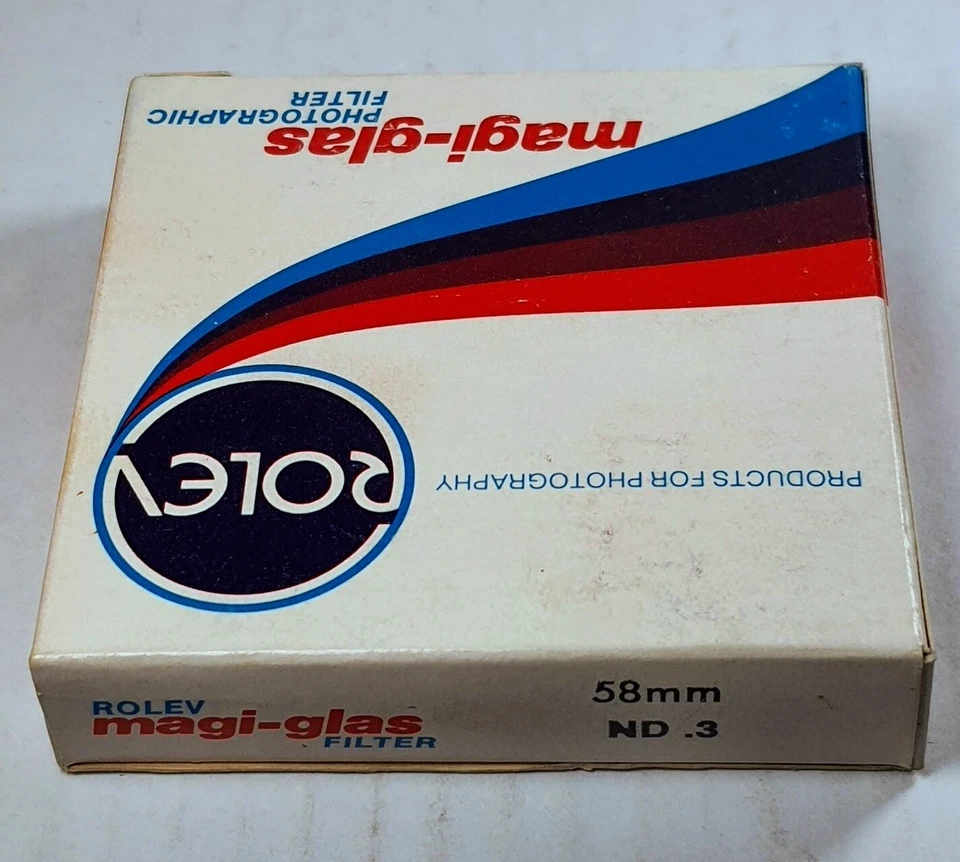 magi-glas
PHOTOGRAPHIC
FILTER
ROLEV
PRODUCTS FOR PHOTOGRAPHY
ROLEV
magi-glas
FILTER
58mm
ND .3